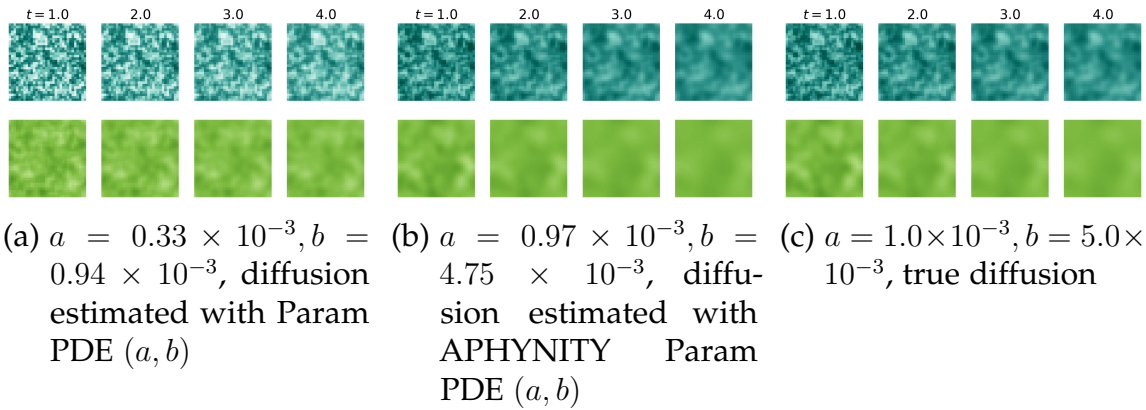 t = 1.0 2.0 3.0 4.0 t = 1.0 2.0 3.0 4.0 t = 1.0 2.0 3.0 4.0
(a) a = 0.33 × 10⁻³, b =
0.94 × 10⁻³, diffusion
estimated with Param
PDE (a, b)
(b) a = 0.97 × 10⁻³, b =
4.75 × 10⁻³, diffu-
sion estimated with
APHYNITY Param
PDE (a, b)
(c) a = 1.0×10⁻³, b = 5.0×
10⁻³, true diffusion